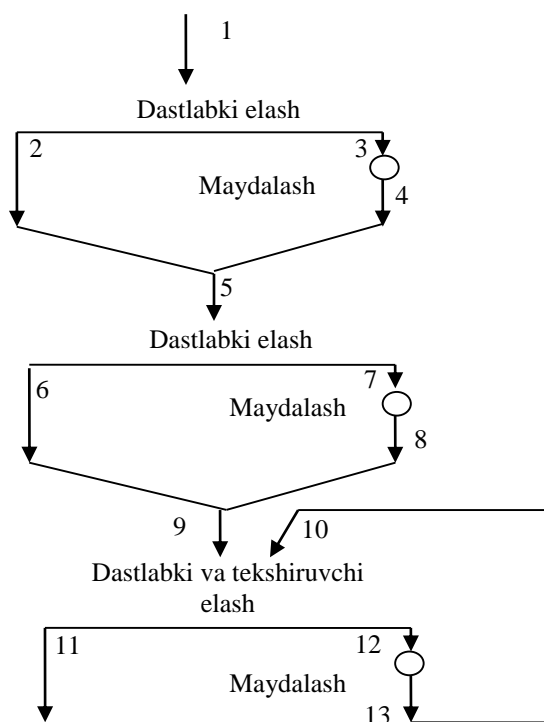 1
Dastlabki elash
2 3
Maydalash 4
5
Dastlabki elash
6 7
Maydalash
8
9 10
Dastlabki va tekshiruvchi
elash
11 12
Maydalash
13